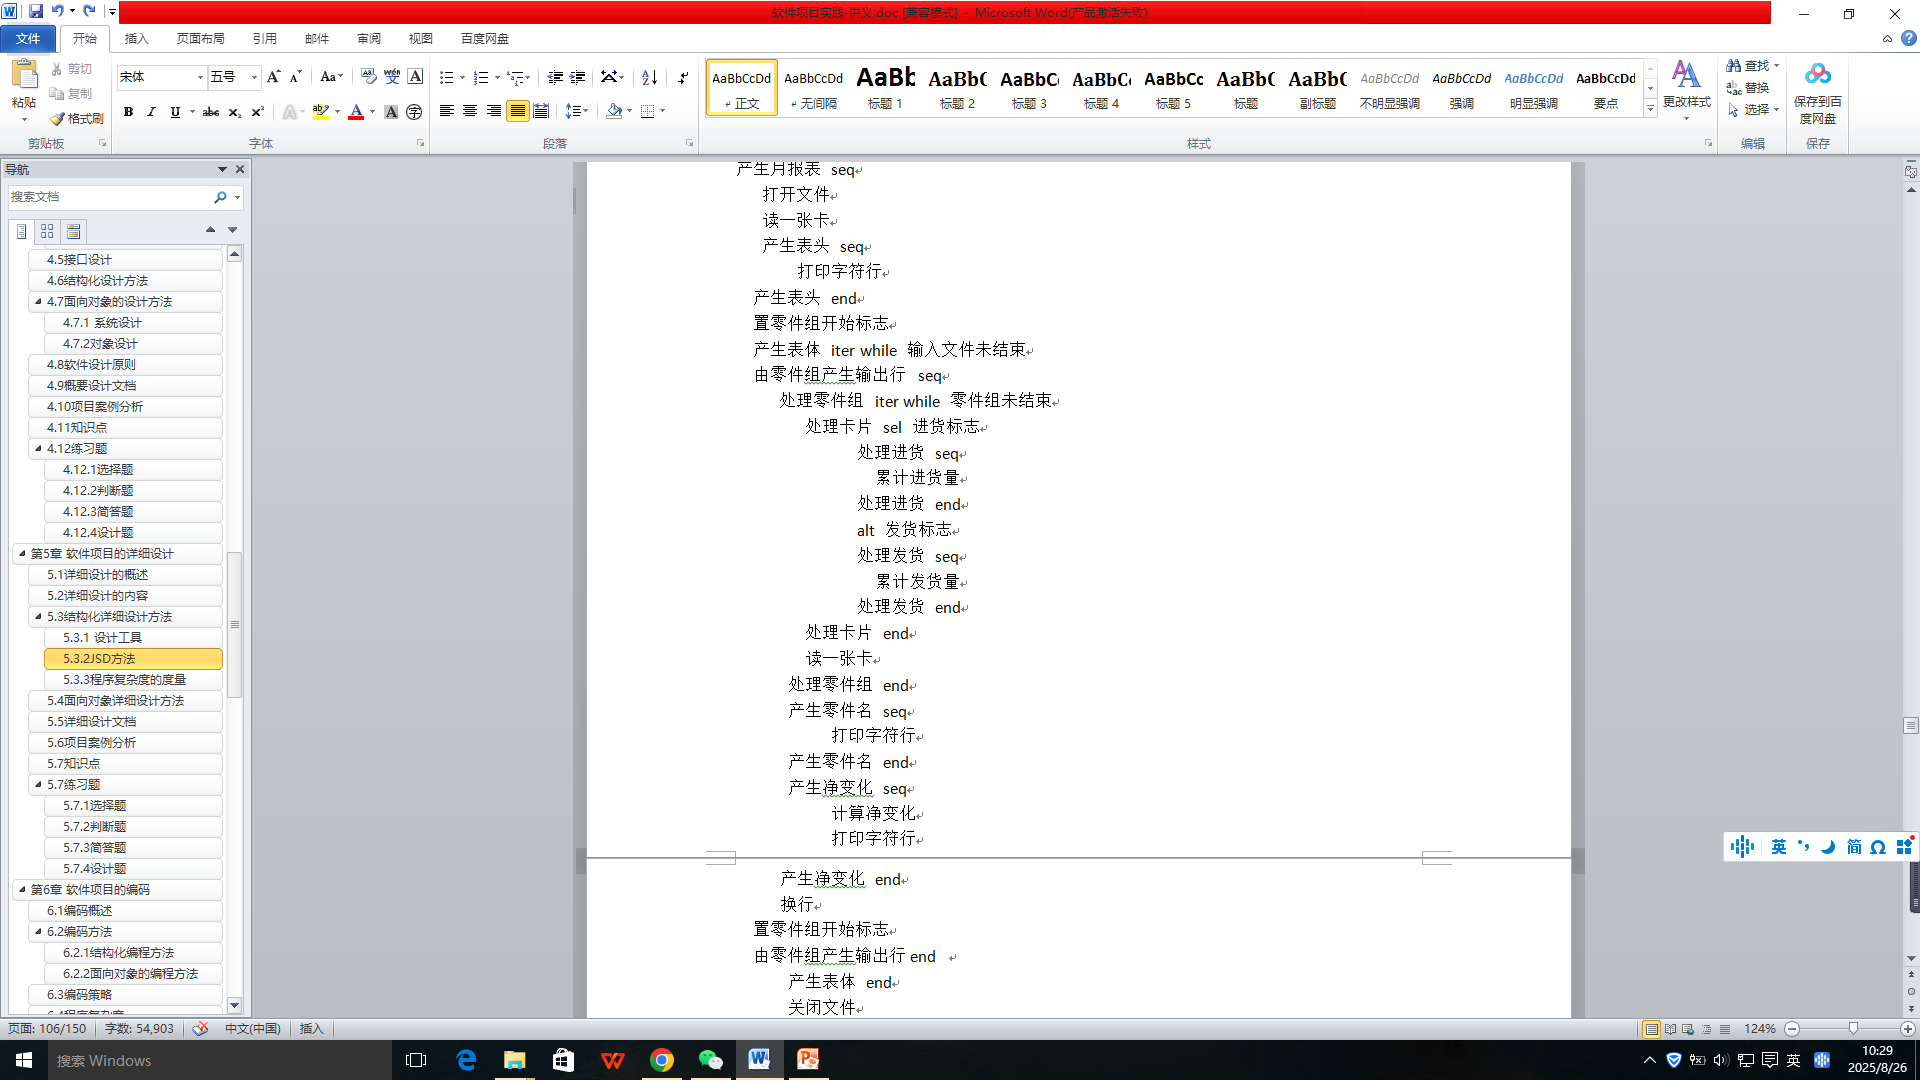 软件项目实践-讲义.doc [兼容模式] - Microsoft Word(产品激活失败)
文件 开始 插入 页面布局 引用 邮件 审阅 视图 百度网盘
粘贴 剪切 复制 格式刷
宋体 五号
AaBbCcDd AaBbCcDd AaBb AaBbC AaBbC AaBbC AaBbCc AaBbC AaBbC AaBbCcDd AaBbCcDd AaBbCcDd AaBbCcDd
正文 无间隔 标题 1 标题 2 标题 3 标题 4 标题 5 标题 副标题 不明显强调 强调 明显强调 要点
更改样式
查找
替换
选择
保存到百度网盘
剪贴板 字体 段落 样式 编辑 保存
导航
搜索文档
4.5接口设计
4.6结构化设计方法
4.7面向对象的设计方法
4.7.1 系统设计
4.7.2对象设计
4.8软件设计原则
4.9概要设计文档
4.10项目案例分析
4.11知识点
4.12练习题
4.12.1选择题
4.12.2判断题
4.12.3简答题
4.12.4设计题
第5章 软件项目的详细设计
5.1详细设计的概述
5.2详细设计的内容
5.3结构化详细设计方法
5.3.1 设计工具
5.3.2JSD方法
5.3.3程序复杂度的度量
5.4面向对象详细设计方法
5.5详细设计文档
5.6项目案例分析
5.7知识点
5.7练习题
5.7.1选择题
5.7.2判断题
5.7.3简答题
5.7.4设计题
第6章 软件项目的编码
6.1编码概述
6.2编码方法
6.2.1结构化编程方法
6.2.2面向对象的编程方法
6.3编码策略
产生月报表 seq
打开文件
读一张卡
产生表头 seq
打印字符行
产生表头 end
置零件组开始标志
产生表体 iter while 输入文件未结束
由零件组产生输出行 seq
处理零件组 iter while 零件组未结束
处理卡片 sel 进货标志
处理进货 seq
累计进货量
处理进货 end
alt 发货标志
处理发货 seq
累计发货量
处理发货 end
处理卡片 end
读一张卡
处理零件组 end
产生零件名 seq
打印字符行
产生零件名 end
产生净变化 seq
计算净变化
打印字符行
产生净变化 end
换行
置零件组开始标志
由零件组产生输出行 end
产生表体 end
关闭文件
英 简
页面: 106/150 字数: 54,903 中文(中国) 插入 124%
搜索 Windows
英
10:29
2025/8/26